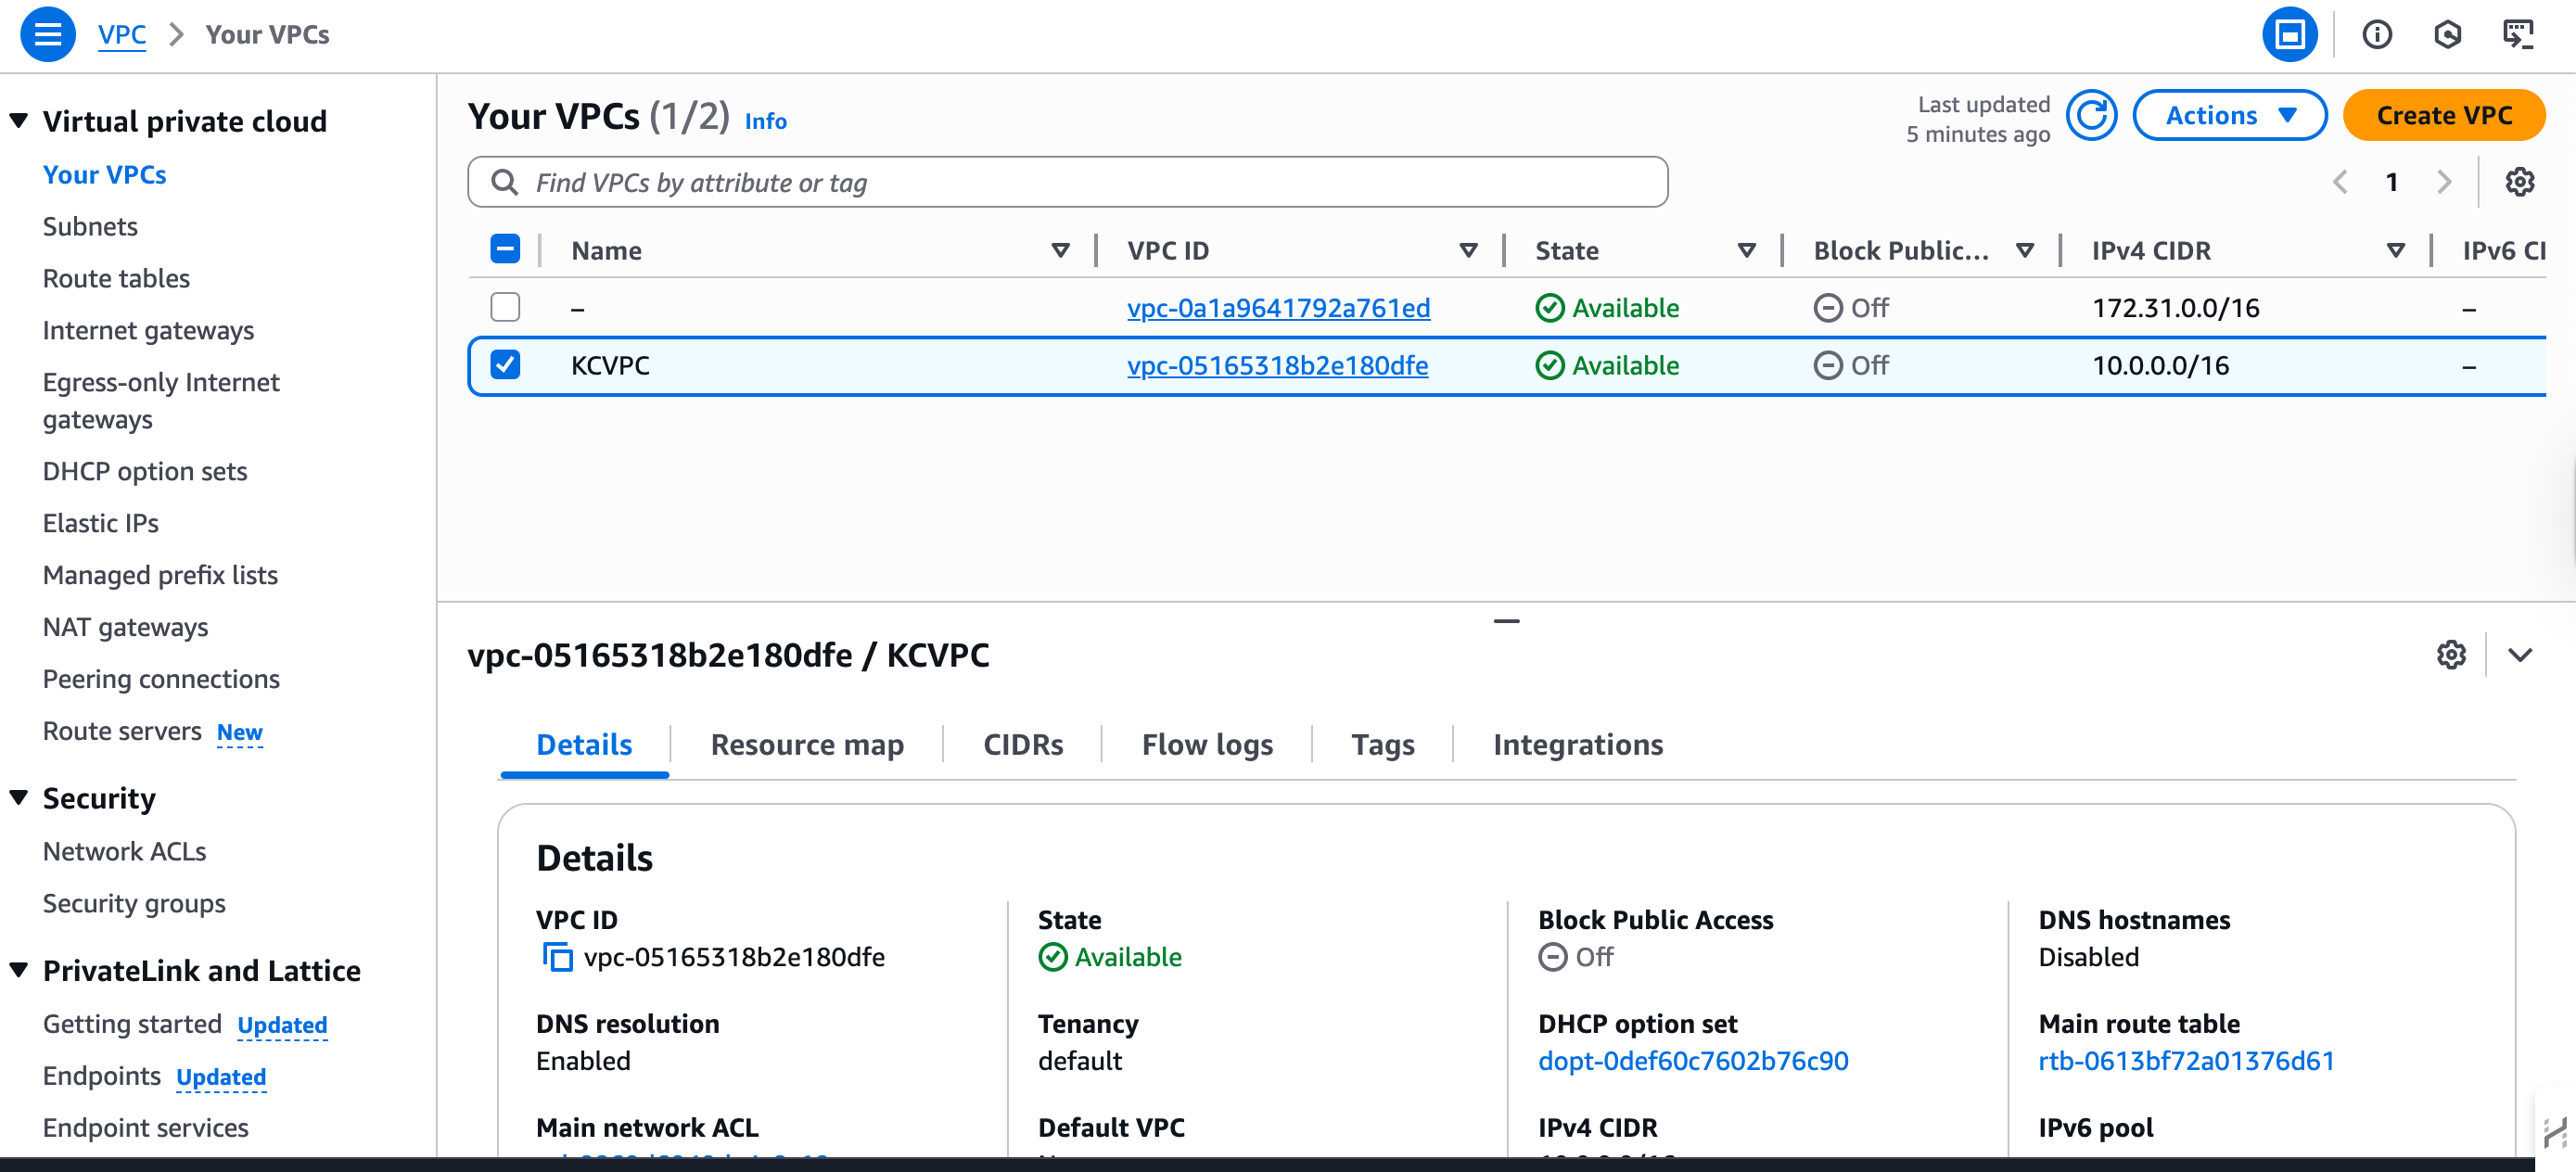 VPC > Your VPCs
Virtual private cloud
Your VPCs
Subnets
Route tables
Internet gateways
Egress-only Internet
gateways
DHCP option sets
Elastic IPs
Managed prefix lists
NAT gateways
Peering connections
Route servers New
Security
Network ACLs
Security groups
PrivateLink and Lattice
Getting started Updated
Endpoints Updated
Endpoint services
Your VPCs (1/2) Info
Last updated
5 minutes ago
Actions
Create VPC
Find VPCs by attribute or tag
1
Name VPC ID State Block Public... IPv4 CIDR IPv6 CI
– vpc-0a1a9641792a761ed Available Off 172.31.0.0/16 –
KCVPC vpc-05165318b2e180dfe Available Off 10.0.0.0/16 –
vpc-05165318b2e180dfe / KCVPC
Details Resource map CIDRs Flow logs Tags Integrations
Details
VPC ID State Block Public Access DNS hostnames
vpc-05165318b2e180dfe Available Off Disabled
DNS resolution Tenancy DHCP option set Main route table
Enabled default dopt-0def60c7602b76c90 rtb-0613bf72a01376d61
Main network ACL Default VPC IPv4 CIDR IPv6 pool